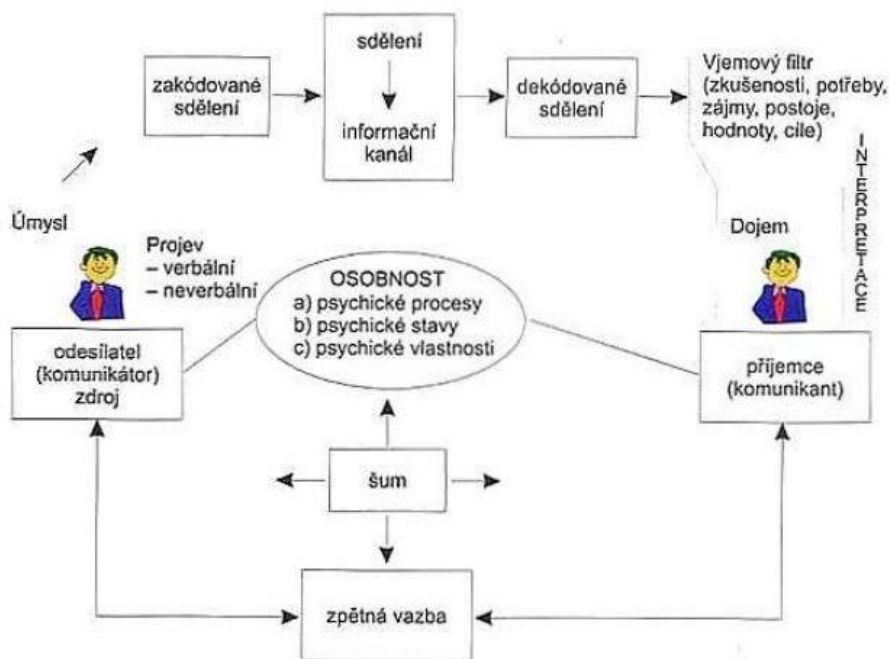 zakódované
sdělení
sdělení
informační
kanál
dekódované
sdělení
Vjemový filtr
(zkušenosti, potřeby,
zájmy, postoje,
hodnoty, cíle)
INTERPRETACE
Úmysl
Projev
– verbální
– neverbální
OSOBNOST
a) psychické procesy
b) psychické stavy
c) psychické vlastnosti
Dojem
odesílatel
(komunikátor)
zdroj
příjemce
(komunikant)
šum
zpětná vazba